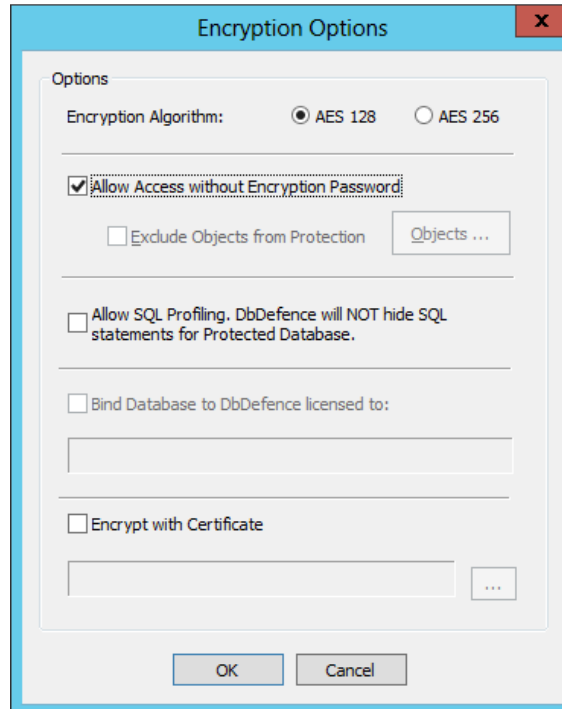 Encryption Options
x
Options
Encryption Algorithm:
AES 128
AES 256
Allow Access without Encryption Password
Exclude Objects from Protection
Objects ...
Allow SQL Profiling. DbDefence will NOT hide SQL
statements for Protected Database.
Bind Database to DbDefence licensed to:
Encrypt with Certificate
...
OK
Cancel